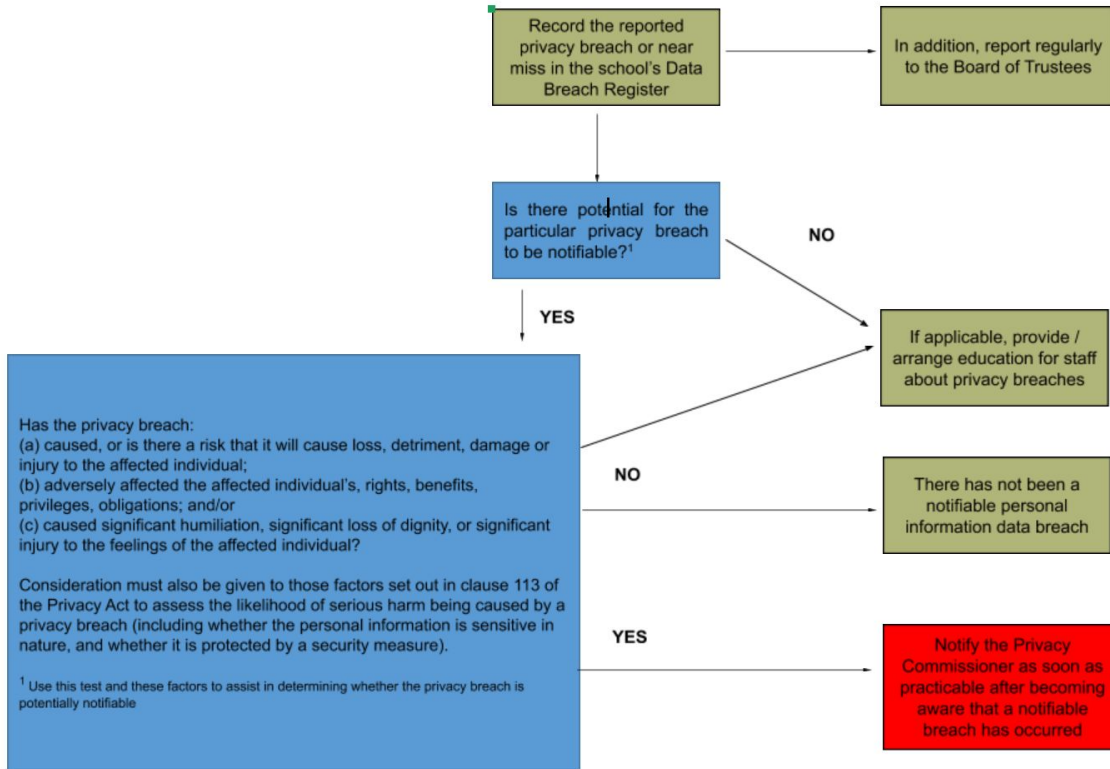 Record the reported
privacy breach or near
miss in the school's Data
Breach Register
In addition, report regularly
to the Board of Trustees
Is there potential for the
particular privacy breach
to be notifiable?1
NO
YES
If applicable, provide /
arrange education for staff
about privacy breaches
Has the privacy breach:
(a) caused, or is there a risk that it will cause loss, detriment, damage or
injury to the affected individual;
(b) adversely affected the affected individual's, rights, benefits,
privileges, obligations; and/or
(c) caused significant humiliation, significant loss of dignity, or significant
injury to the feelings of the affected individual?
Consideration must also be given to those factors set out in clause 113 of
the Privacy Act to assess the likelihood of serious harm being caused by a
privacy breach (including whether the personal information is sensitive in
nature, and whether it is protected by a security measure).
1 Use this test and these factors to assist in determining whether the privacy breach is
potentially notifiable
NO
There has not been a
notifiable personal
information data breach
YES
Notify the Privacy
Commissioner as soon as
practicable after becoming
aware that a notifiable
breach has occurred